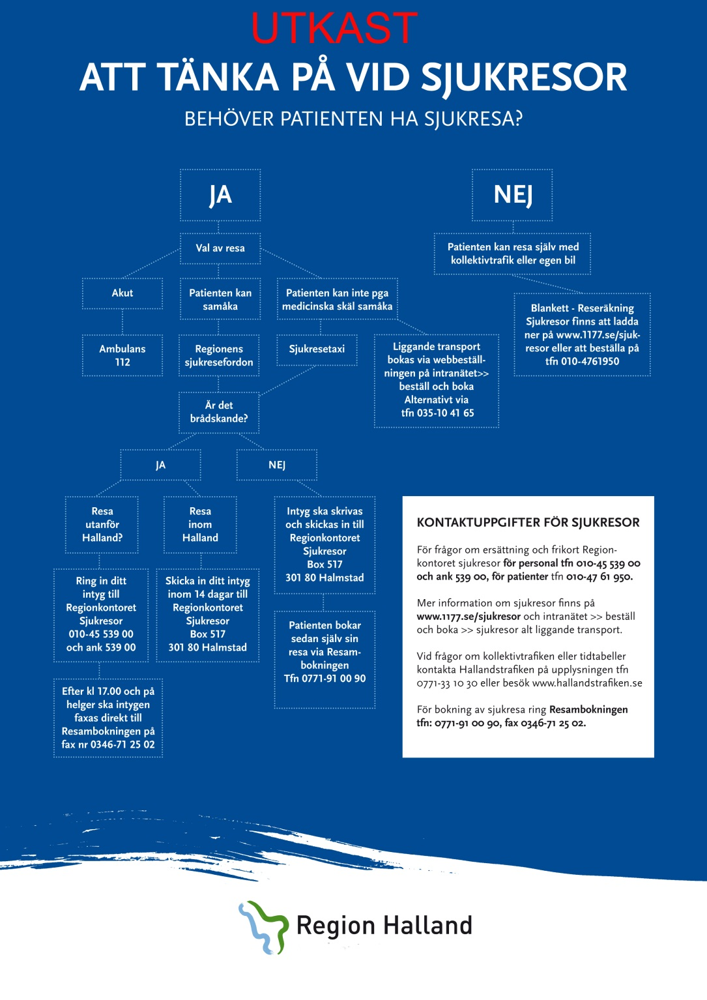 UTKAST
ATT TÄNKA PÅ VID SJUKRESOR
BEHÖVER PATIENTEN HA SJUKRESA?
JA
NEJ
Val av resa
Patienten kan resa själv med
kollektivtrafik eller egen bil
Akut
Patienten kan
samåka
Patienten kan inte pga
medicinska skäl samåka
Blankett - Reseräkning
Sjukresor finns att ladda
ner på www.1177.se/sjuk-
resor eller att beställa på
tfn 010-4761950
Ambulans
112
Regionens
sjukresefordon
Sjukresetaxi
Liggande transport
bokas via webbeställ-
ningen på intranätet>>
beställ och boka
Alternativt via
tfn 035-10 41 65
Är det
brådskande?
JA
NEJ
Resa
utanför
Halland?
Resa
inom
Halland
Intyg ska skrivas
och skickas in till
Regionkontoret
Sjukresor
Box 517
301 80 Halmstad
Ring in ditt
intyg till
Regionkontoret
Sjukresor
010-45 539 00
och ank 539 00
Skicka in ditt intyg
inom 14 dagar till
Regionkontoret
Sjukresor
Box 517
301 80 Halmstad
Patienten bokar
sedan själv sin
resa via Resam-
bokningen
Tfn 0771-91 00 90
Efter kl 17.00 och på
helger ska intygen
faxas direkt till
Resambokningen på
fax nr 0346-71 25 02
KONTAKTUPPGIFTER FÖR SJUKRESOR
För frågor om ersättning och frikort Region-
kontoret sjukresor för personal tfn 010-45 539 00
och ank 539 00, för patienter tfn 010-47 61 950.
Mer information om sjukresor finns på
www.1177.se/sjukresor och intranätet >> beställ
och boka >> sjukresor alt liggande transport.
Vid frågor om kollektivtrafiken eller tidtabeller
kontakta Hallandstrafiken på upplysningen tfn
0771-33 10 30 eller besök www.hallandstrafiken.se
För bokning av sjukresa ring Resambokningen
tfn: 0771-91 00 90, fax 0346-71 25 02.
Region Halland